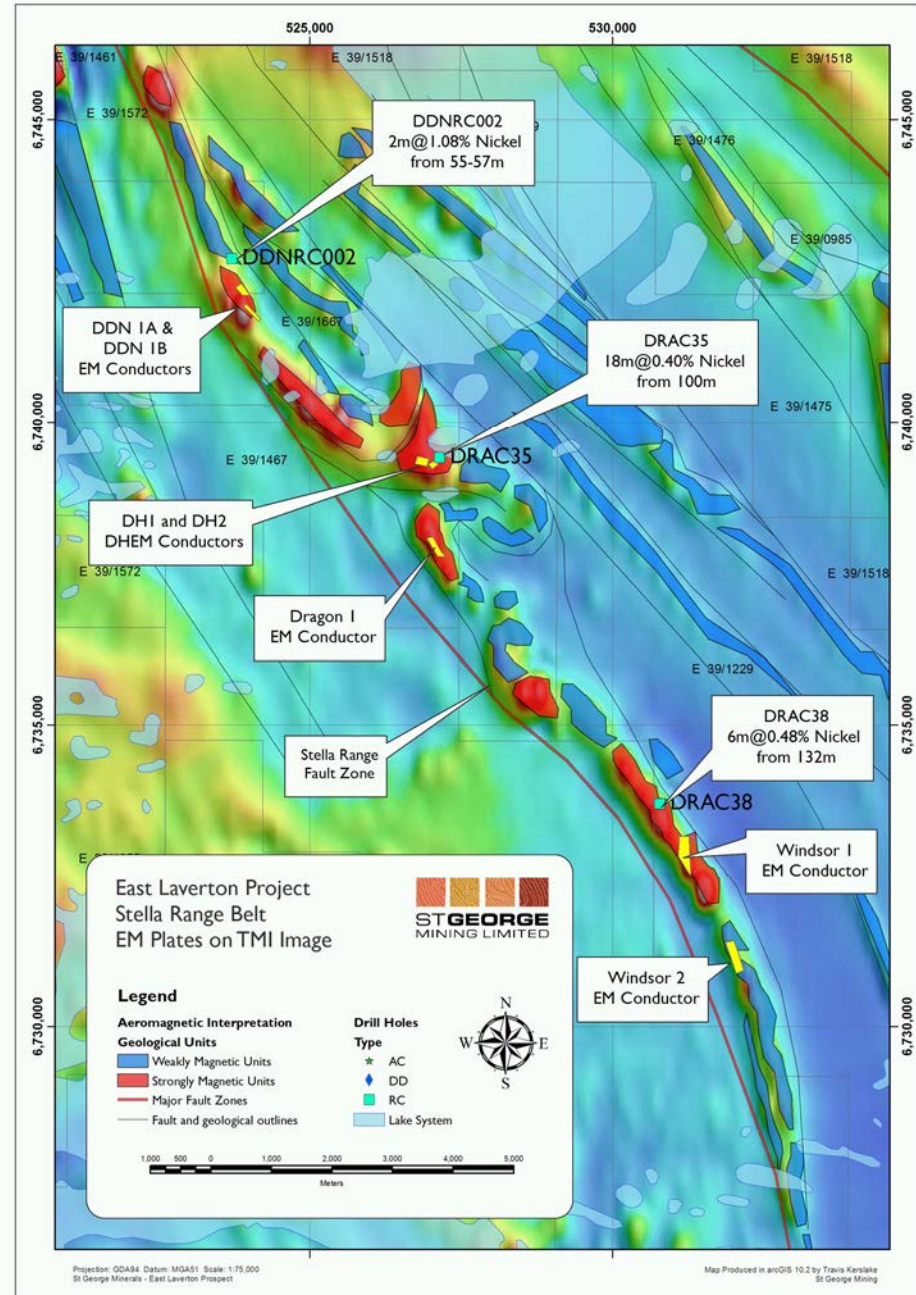 525,000
530,000
E 39/1461
E 39/1518
E 39/1518
E 39/1572
6,745,000
6,745,000
DDNRC002
2m@1.08% Nickel
from 55-57m
E 39/1476
E 39/0985
DDNRC002
DDN 1A &
DDN 1B
EM Conductors
E 39/1667
DRAC35
18m@0.40% Nickel
from 100m
6,740,000
6,740,000
E 39/1475
E 39/1467
DRAC35
DH1 and DH2
DHEM Conductors
E 39/1572
E 39/1518
Dragon 1
EM Conductor
E 39/1229
DRAC38
6m@0.48% Nickel
from 132m
6,735,000
6,735,000
Stella Range
Fault Zone
DRAC38
Windsor 1
EM Conductor
East Laverton Project
Stella Range Belt
EM Plates on TMI Image
STGEORGE
MINING LIMITED
Windsor 2
EM Conductor
Legend
Aeromagnetic Interpretation
Geological Units
Weakly Magnetic Units
Strongly Magnetic Units
Major Fault Zones
Fault and geological outlines
Drill Holes
Type
AC
DD
RC
Lake System
N
W E
S
6,730,000
6,730,000
1,000 500 0 1,000 2,000 3,000 4,000 5,000
Meters
525,000
530,000
Projection: GDA94 Datum: MGA51 Scale: 1:75,000
St George Minerals - East Laverton Prospect
Map Produced in arcGIS 10.2 by Travis Kerslake
St George Mining